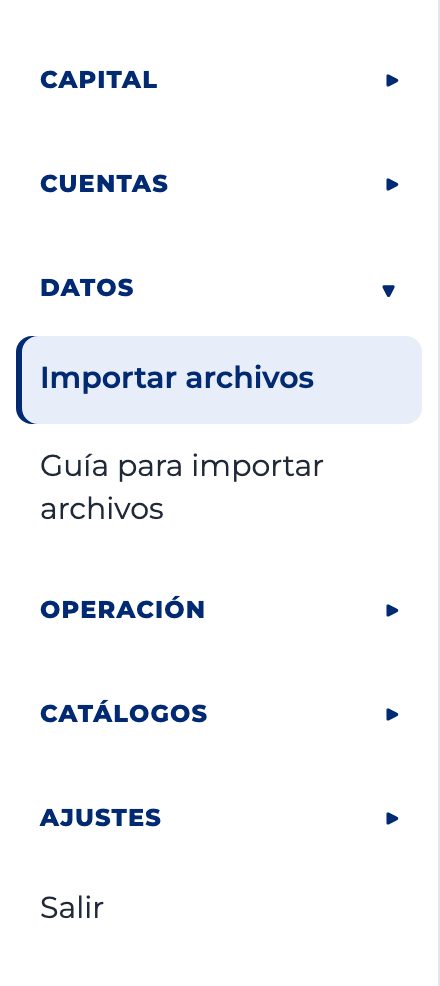 CAPITAL
CUENTAS
DATOS
Importar archivos
Guía para importar
archivos
OPERACIÓN
CATÁLOGOS
AJUSTES
Salir